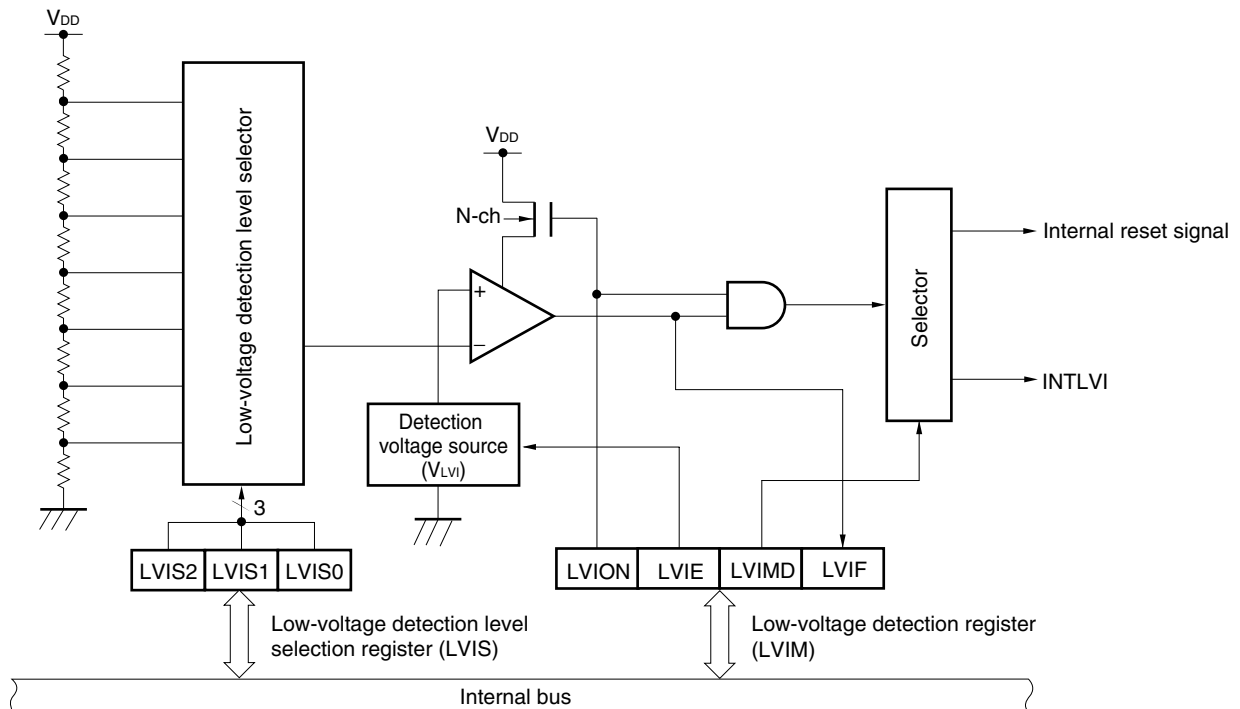 VDD
Low-voltage detection level selector
3
LVIS2 LVIS1 LVIS0
Low-voltage detection level
selection register (LVIS)
VDD
N-ch
+
−
Detection
voltage source
(VLVI)
Selector
Internal reset signal
INTLVI
LVION LVIE LVIMD LVIF
Low-voltage detection register
(LVIM)
Internal bus